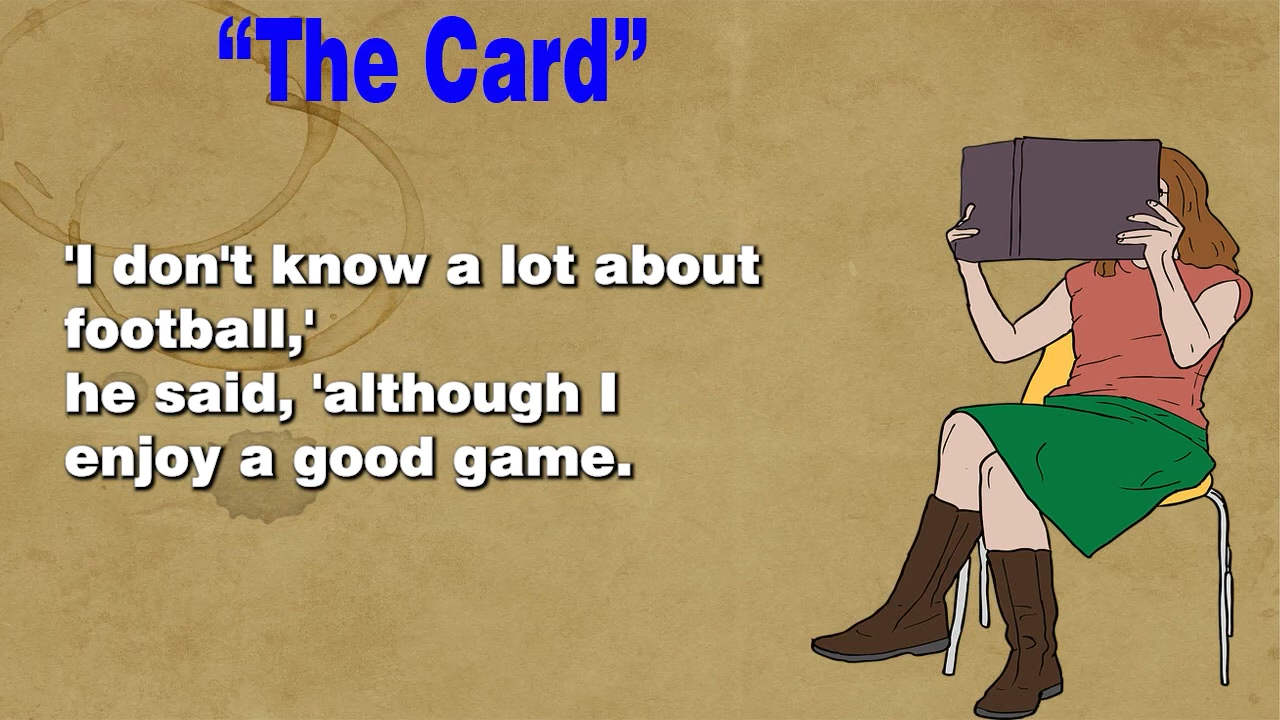 “The Card”
'I don't know a lot about
football,'
he said, 'although I
enjoy a good game.